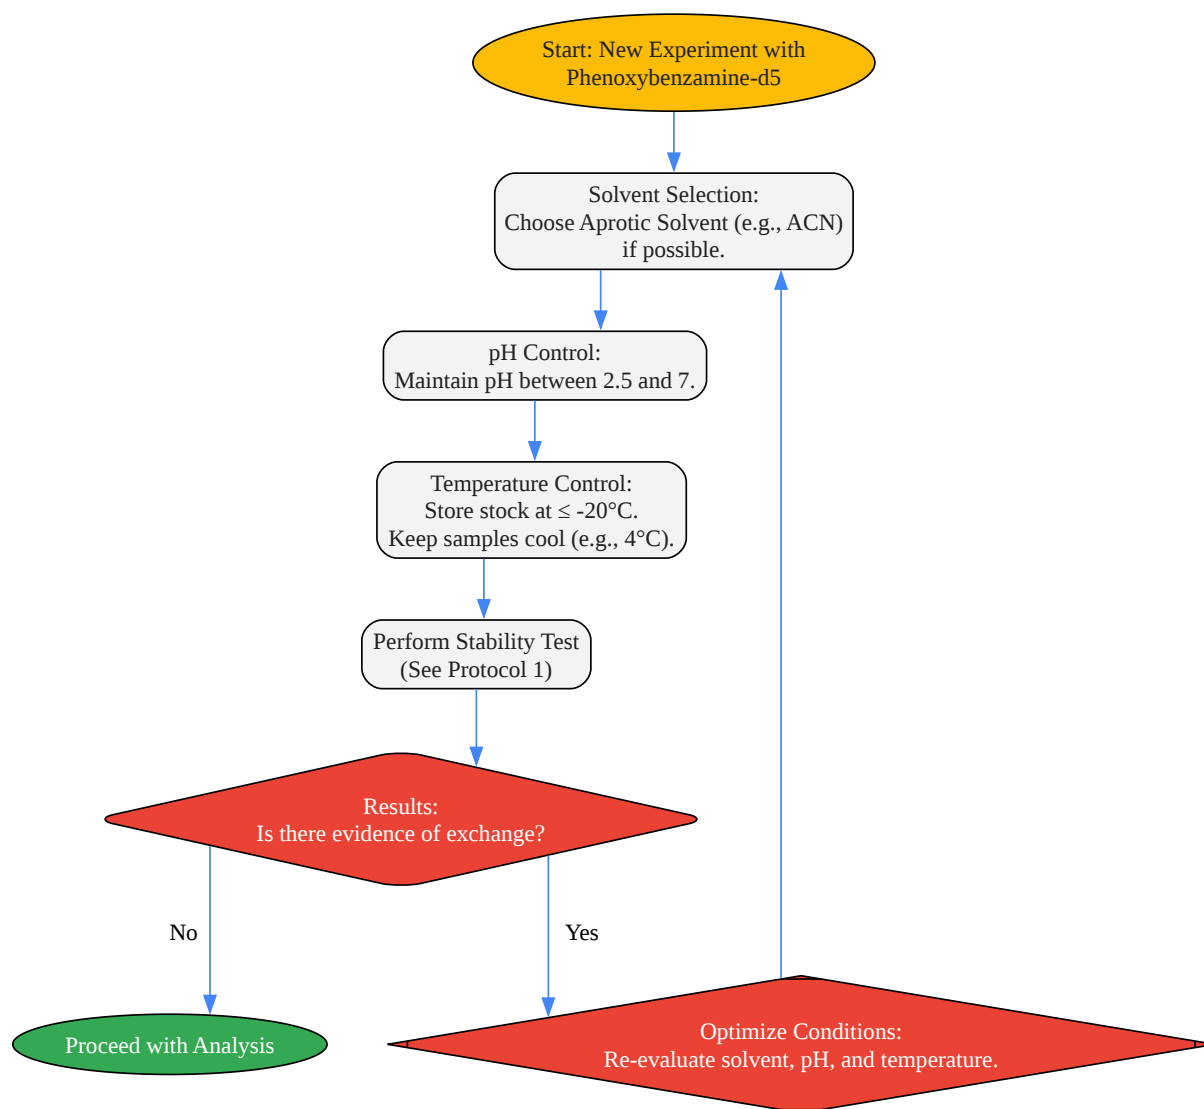 Start: New Experiment with
Phenoxybenzamine-d5
Solvent Selection:
Choose Aprotic Solvent (e.g., ACN)
if possible.
pH Control:
Maintain pH between 2.5 and 7.
Temperature Control:
Store stock at ≤ -20°C.
Keep samples cool (e.g., 4°C).
Perform Stability Test
(See Protocol 1)
Results:
Is there evidence of exchange?
No
Yes
Proceed with Analysis
Optimize Conditions:
Re-evaluate solvent, pH, and temperature.